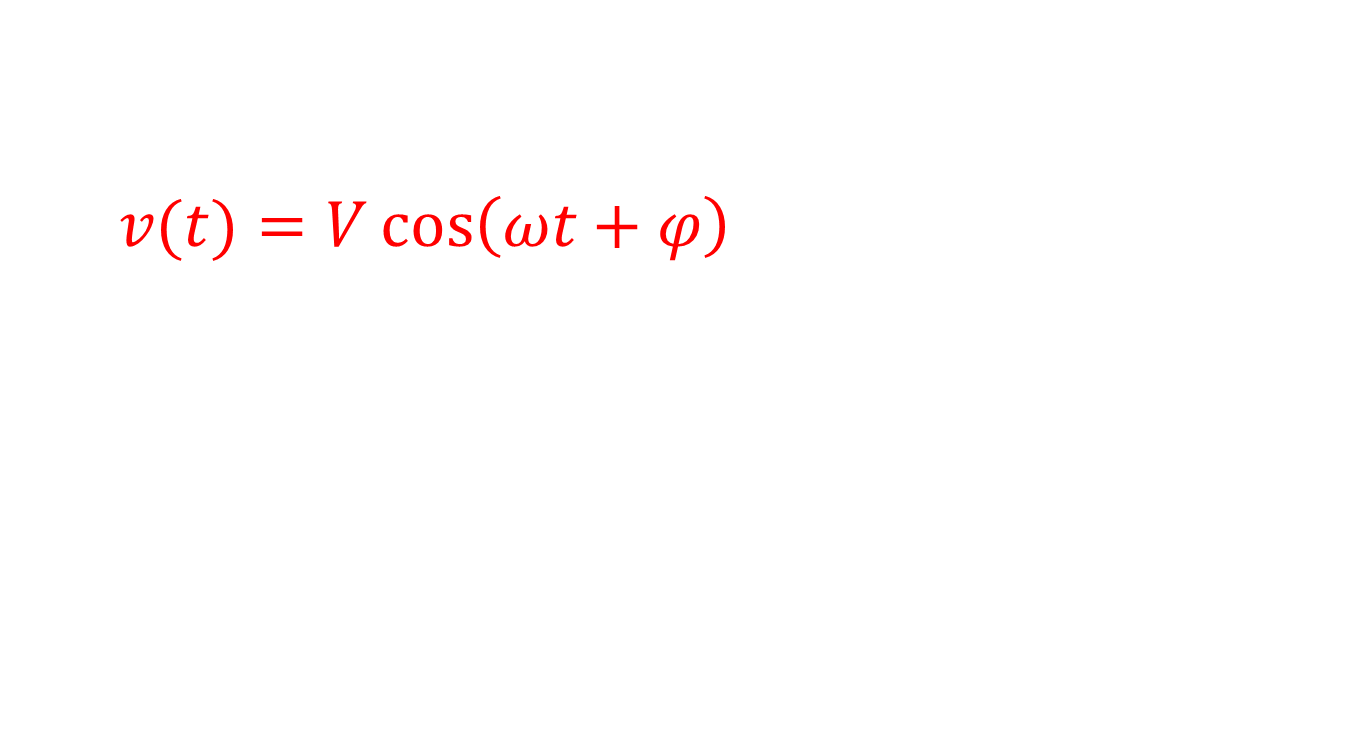 v(t) = V cos(ωt + φ)